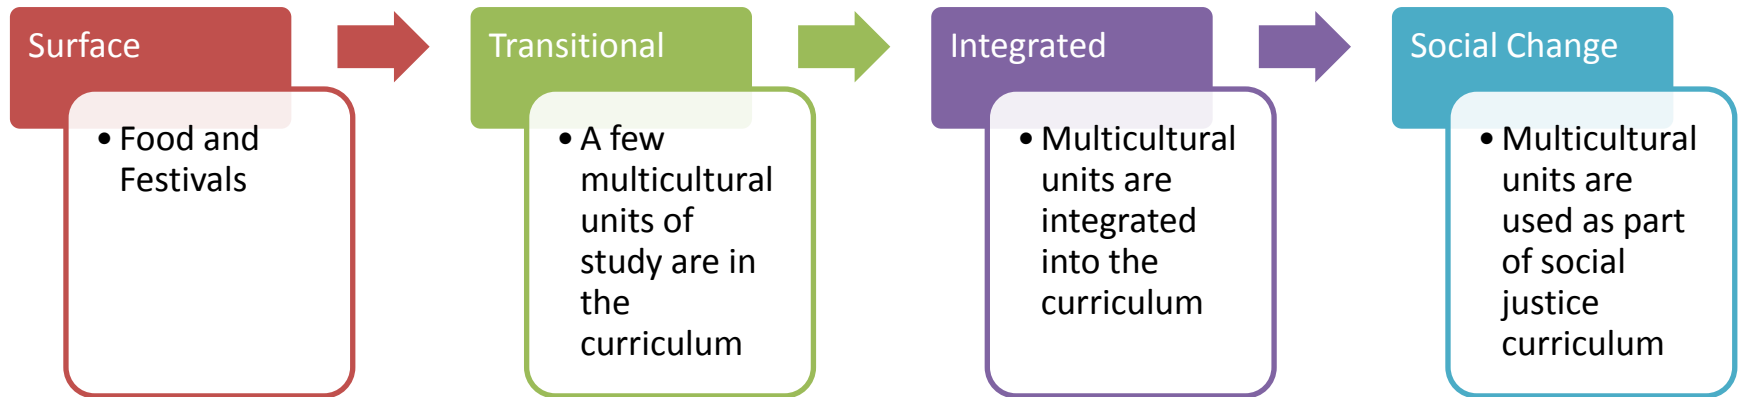 Surface
• Food and
Festivals
Transitional
• A few
multicultural
units of
study are in
the
curriculum
Integrated
• Multicultural
units are
integrated
into the
curriculum
Social Change
• Multicultural
units are
used as part
of social
justice
curriculum